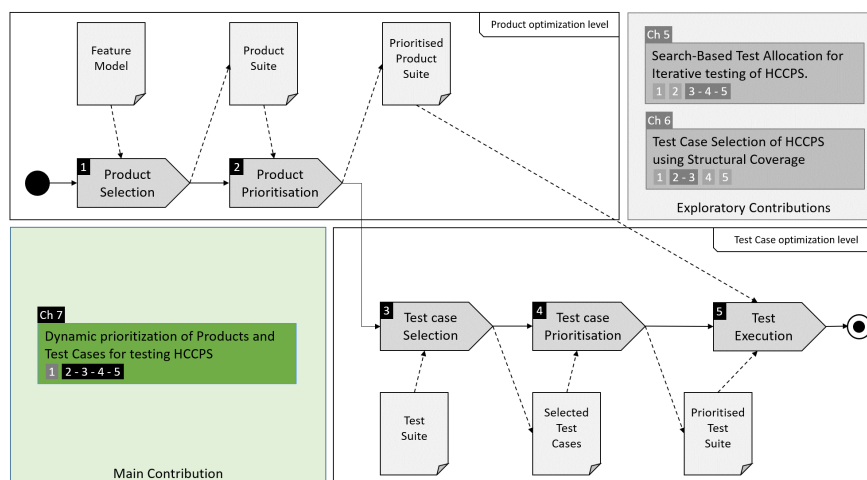 Product optimization level
Feature
Model
Product
Suite
Prioritised
Product
Suite
1
Product
Selection
2
Product
Prioritisation
Ch 5
Search-Based Test Allocation for
Iterative testing of HCCPS.
1 2 3 - 4 - 5
Ch 6
Test Case Selection of HCCPS
using Structural Coverage
1 2 - 3 4 5
Exploratory Contributions
Ch 7
Dynamic prioritization of Products and
Test Cases for testing HCCPS
1 2 - 3 - 4 - 5
Main Contribution
Test Case optimization level
3
Test case
Selection
4
Test case
Prioritisation
5
Test
Execution
Test
Suite
Selected
Test
Cases
Prioritised
Test
Suite